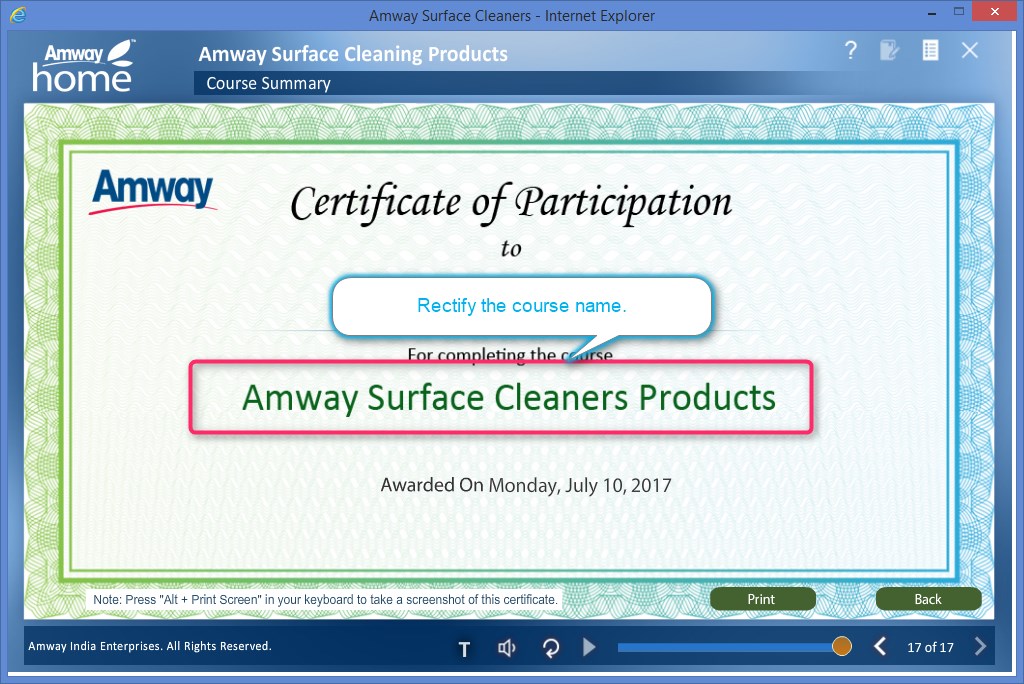 Amway Surface Cleaners - Internet Explorer
Amway
home™
Amway Surface Cleaning Products
Course Summary
?
Amway
Certificate of Participation
to
Rectify the course name.
For completing the course
Amway Surface Cleaners Products
Awarded On Monday, July 10, 2017
Note: Press "Alt + Print Screen" in your keyboard to take a screenshot of this certificate.
Print
Back
Amway India Enterprises. All Rights Reserved.
T
17 of 17